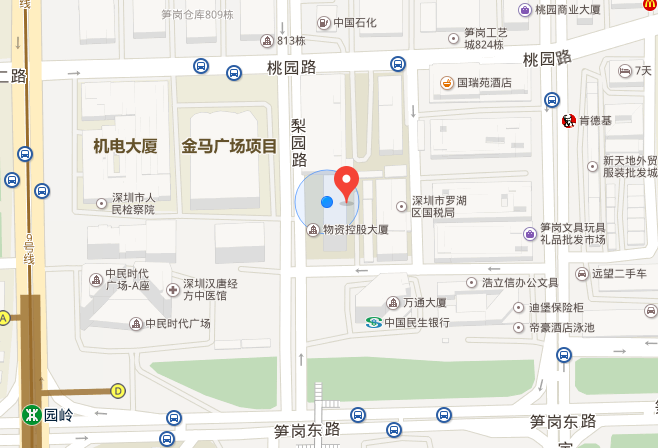 笋岗仓库809栋
桃园商业大厦
中国石化
笋岗工艺
城824栋
813栋
二路
桃园路
桃园路
7天
国瑞苑酒店
肯德基
机电大厦
金马广场项目
梨园路
新天地外贸
服装批发城
深圳市人
民检察院
深圳市罗湖
区国税局
物资控股大厦
笋岗文具玩具
礼品批发市场
9号线
中民时代
广场-A座
深圳汉唐经
方中医馆
浩立信办公文具
远望二手车
万通大厦
迪堡保险柜
中民时代广场
中国民生银行
帝豪酒店泳池
A
D
园岭
笋岗东路
笋岗东路